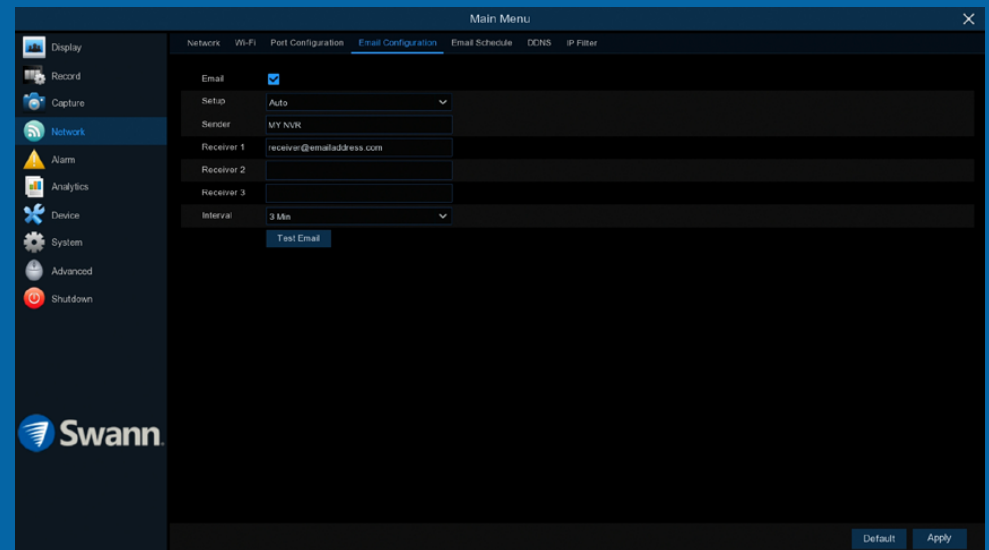 Main Menu
Display
Record
Capture
Network
Alarm
Analytics
Device
System
Advanced
Shutdown
Swann
Network Wi-Fi Port Configuration Email Configuration Email Schedule DDNS IP Filter
Email
Setup Auto
Sender MY NVR
Receiver 1 receiver@emailaddress.com
Receiver 2
Receiver 3
Interval 3 Min
Test Email
Default Apply